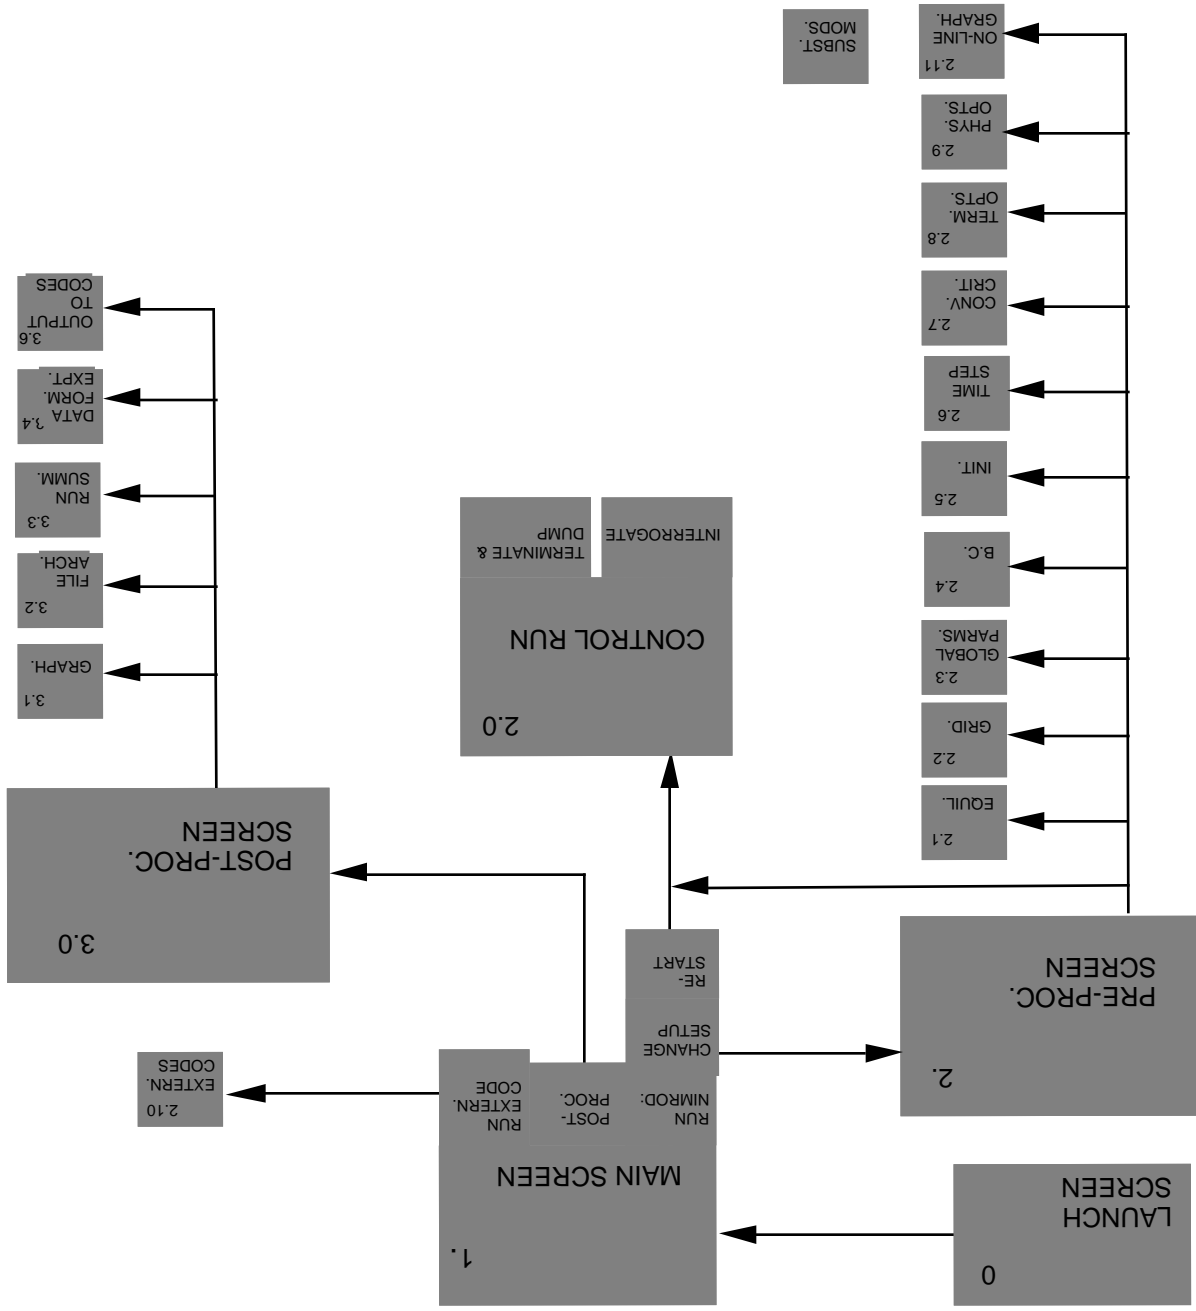 0
LAUNCH
SCREEN
1.
MAIN SCREEN
RUN
NIMROD:
CHANGE
SETUP
RE-
START
POST-
PROC.
RUN
EXTERN.
CODE
2.10
EXTERN.
CODES
2.
PRE-PROC.
SCREEN
2.1
EQUIL.
2.2
GRID.
2.3
GLOBAL
PARMS.
2.4
B.C.
2.5
INIT.
2.6
TIME
STEP
2.7
CONV.
CRIT.
2.8
TERM.
OPTS.
2.9
PHYS.
OPTS.
2.11
ON-LINE
GRAPH.
SUBST.
MODS.
2.0
CONTROL RUN
INTERROGATE
TERMINATE &
DUMP
3.0
POST-PROC.
SCREEN
3.1
GRAPH.
3.2
FILE
ARCH.
3.3
RUN
SUMM.
3.4
DATA
FORM.
EXPT.
3.6
OUTPUT
TO
CODES